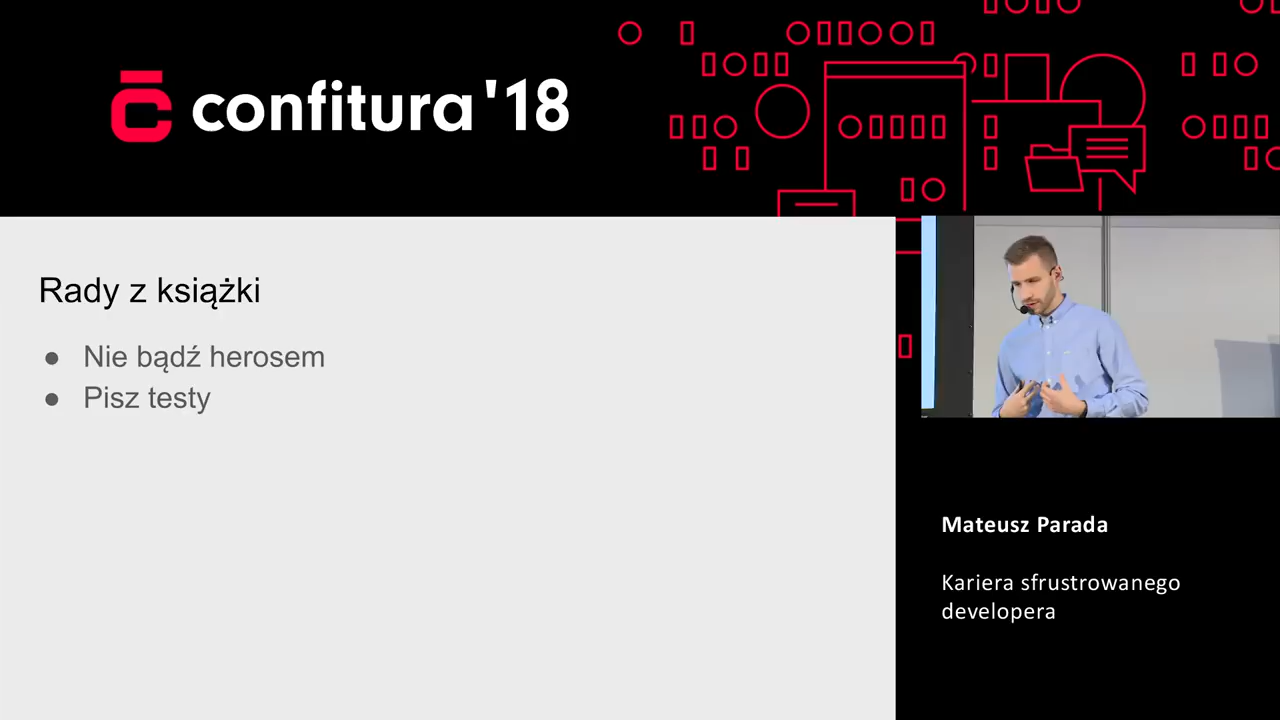 confitura '18
Rady z książki
● Nie bądź herosem
● Pisz testy
Mateusz Parada
Kariera sfrustrowanego
developera